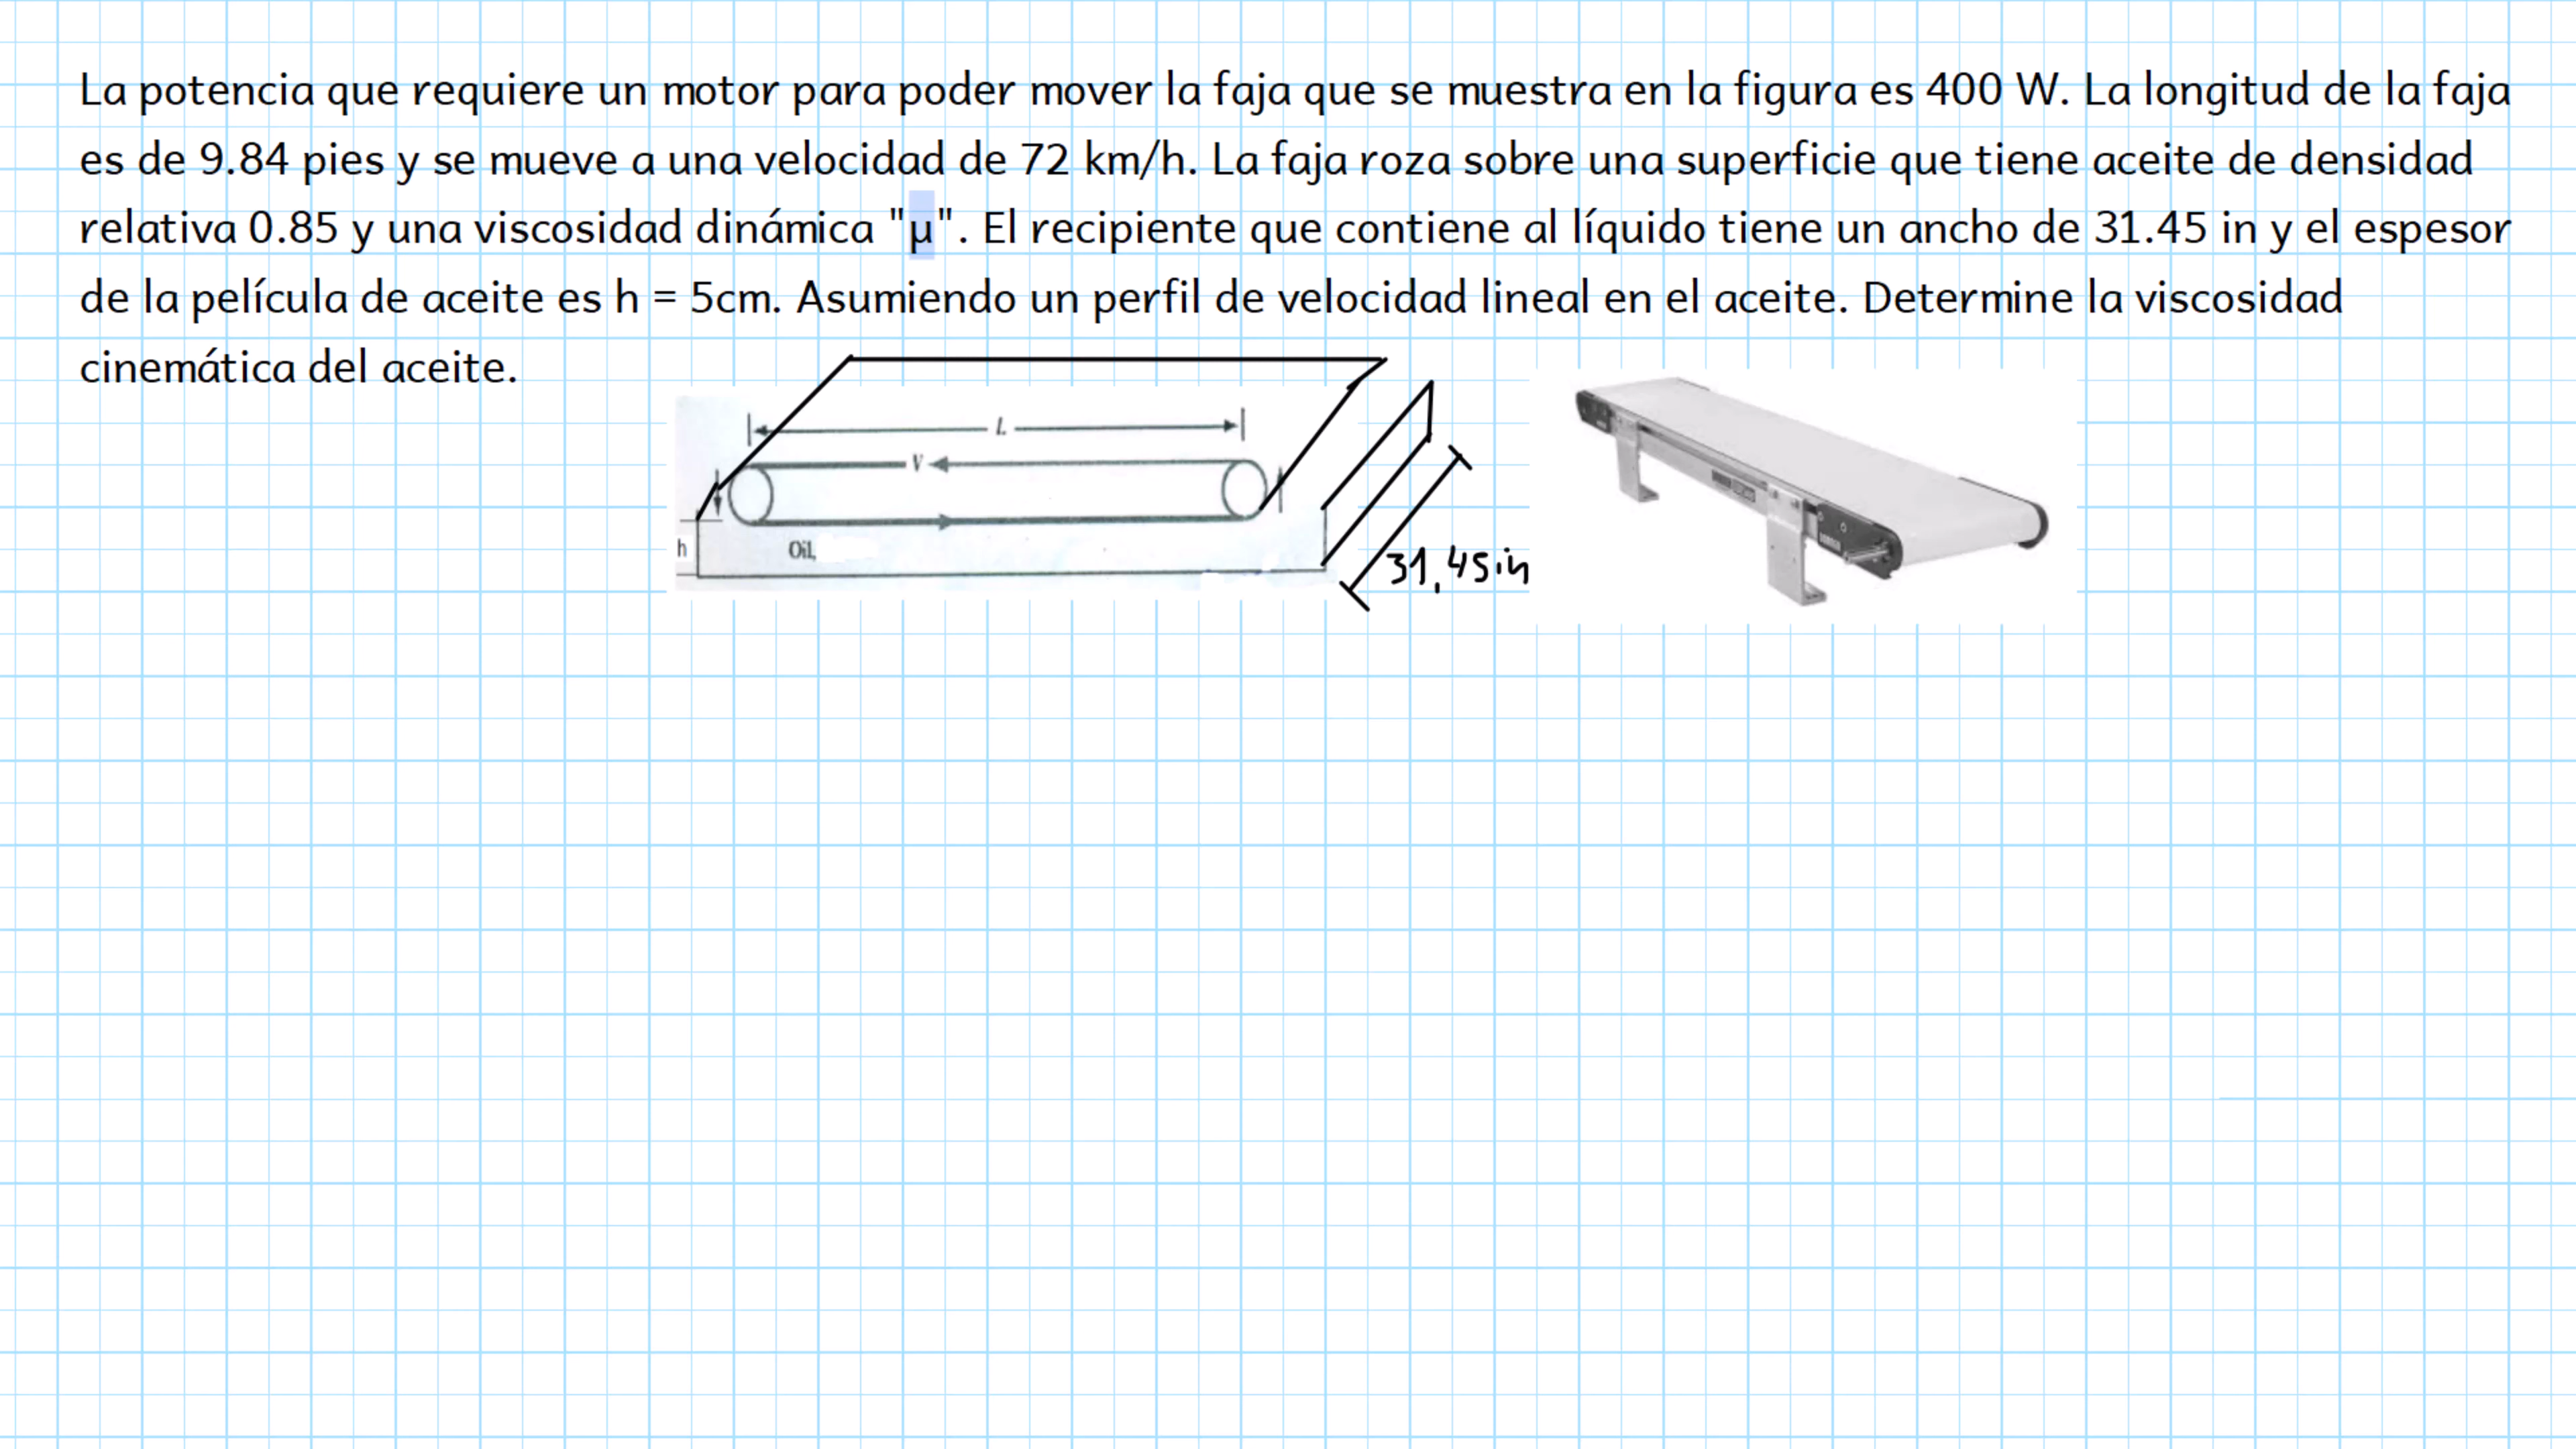 La potencia que requiere un motor para poder mover la faja que se muestra en la figura es 400 W. La longitud de la faja
es de 9.84 pies y se mueve a una velocidad de 72 km/h. La faja roza sobre una superficie que tiene aceite de densidad
relativa 0.85 y una viscosidad dinámica "µ". El recipiente que contiene al líquido tiene un ancho de 31.45 in y el espesor
de la película de aceite es h = 5cm. Asumiendo un perfil de velocidad lineal en el aceite. Determine la viscosidad
cinemática del aceite.
L
V
h
Oil,
31,45in